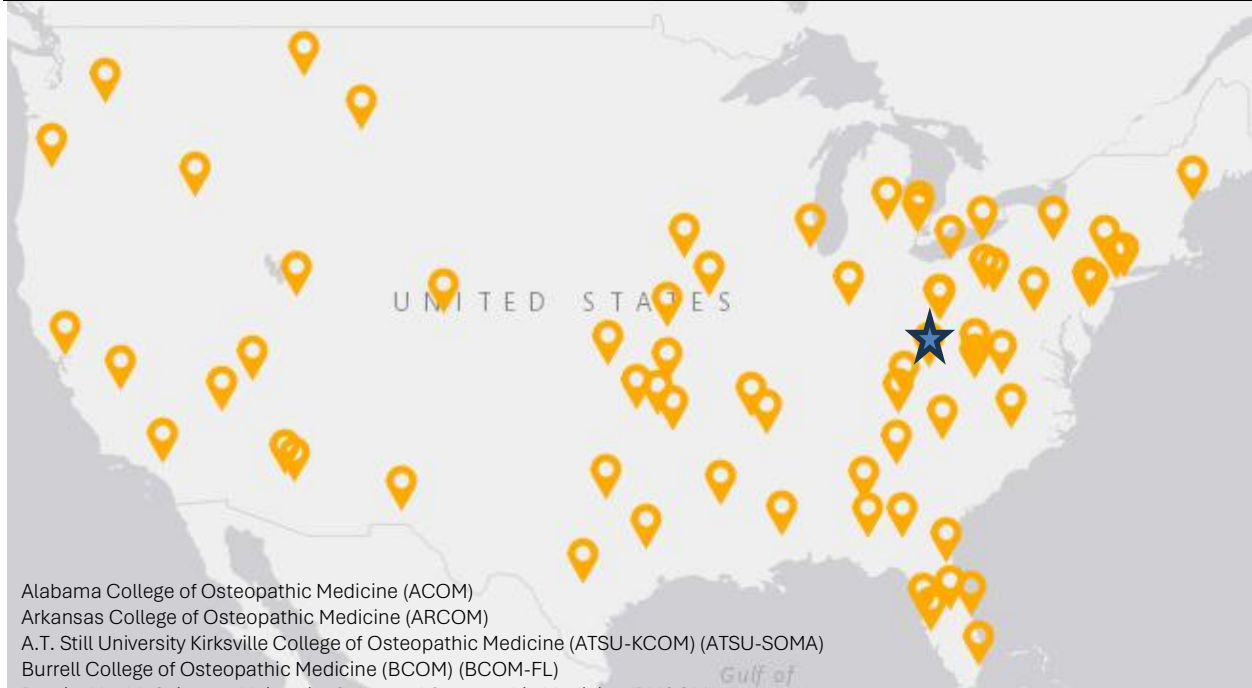 UNITED STATES
Alabama College of Osteopathic Medicine (ACOM)
Arkansas College of Osteopathic Medicine (ARCOM)
A.T. Still University Kirksville College of Osteopathic Medicine (ATSU-KCOM) (ATSU-SOMA)
Burrell College of Osteopathic Medicine (BCOM) (BCOM-FL)
Gulf of